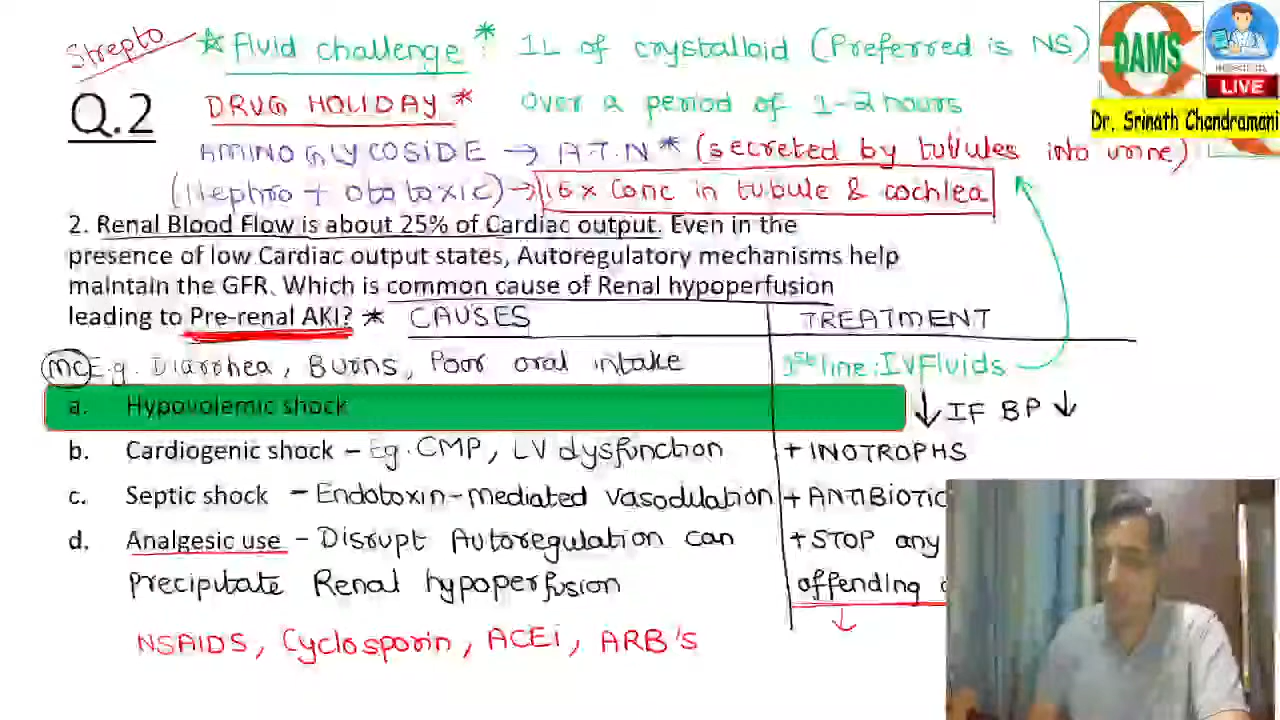 Strepto ☆ Fluid challenge * : 1L of crystalloid (Preferred is NS)
DAMS
LIVE
Dr. Srinath Chandramani
Q.2 DRUG HOLIDAY * over a period of 1-2 hours
AMINOGLYCOSIDE → A.T.N * (secreted by tubules into urine)
(Nephro + ototoxic) → 16x Conc in tubule & cochlea
2. Renal Blood Flow is about 25% of Cardiac output. Even in the
presence of low Cardiac output states, Autoregulatory mechanisms help
maintain the GFR. Which is common cause of Renal hypoperfusion
leading to Pre-renal AKI? * CAUSES TREATMENT
MC E.g. Diarrhea, Burns, Poor oral intake 1st line: IV Fluids
a. Hypovolemic shock ↓ IF BP ↓
b. Cardiogenic shock – Eg. CMP, LV dysfunction + INOTROPHS
c. Septic shock – Endotoxin-mediated vasodilation + ANTIBIOTIC
d. Analgesic use – Disrupt Autoregulation can + STOP any
precipitate Renal hypoperfusion offending
NSAIDS, Cyclosporin, ACEi, ARB's ↓